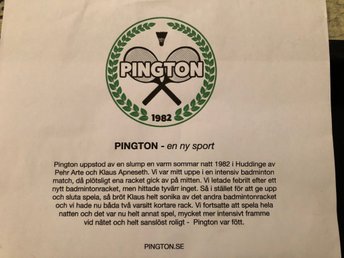 PINGTON
1982
PINGTON - en ny sport
Pington uppstod av en slump en varm sommar natt 1982 i Huddinge av
Pehr Arte och Klaus Apneseth. Vi var mitt uppe i en intensiv badminton
match, då plötsligt ena racket gick av på mitten. Vi letade febrilt efter ett
nytt badmintonracket, men hittade tyvärr inget. Så i stället för att ge upp
och sluta spela, så bröt Klaus helt sonika av det andra badmintonracket
och vi hade nu båda två varsitt kortare rack. Vi fortsatte att spela hela
natten och det var nu helt annat spel, mycket mer intensivt framme
vid nätet och helt sanslöst roligt - Pington var fött.
PINGTON.SE